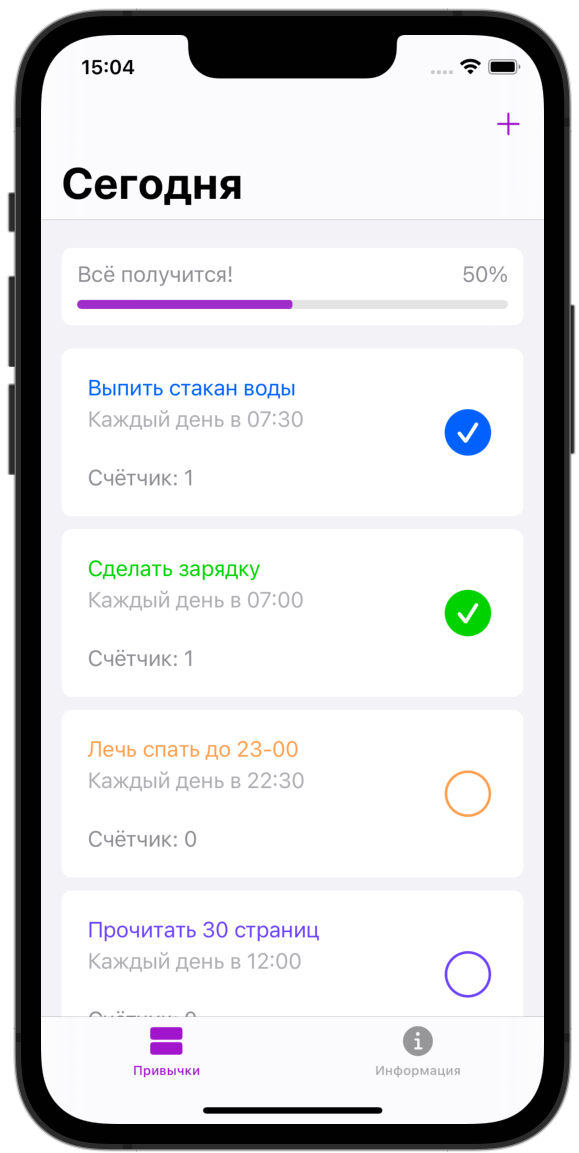 15:04
Сегодня
Всё получится! 50%
Выпить стакан воды
Каждый день в 07:30
Счётчик: 1
Сделать зарядку
Каждый день в 07:00
Счётчик: 1
Лечь спать до 23-00
Каждый день в 22:30
Счётчик: 0
Прочитать 30 страниц
Каждый день в 12:00
Счётчик: 0
Привычки Информация